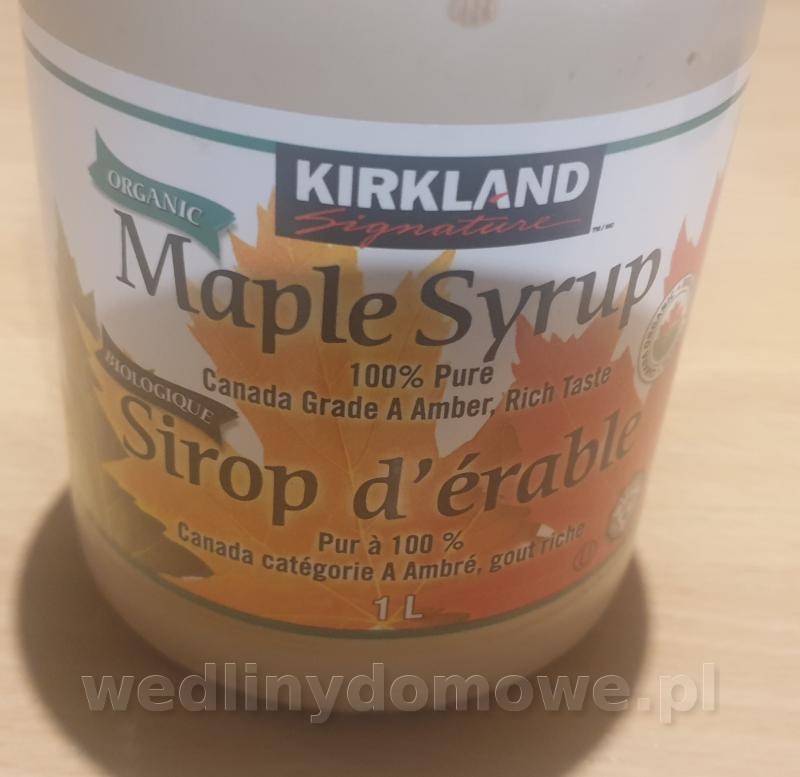 KIRKLAND
Signature
TM/MC
ORGANIC
Maple Syrup
100% Pure
Canada Grade A Amber, Rich Taste
BIOLOGIQUE
Sirop d'érable
Pur à 100 %
Canada catégorie A Ambré, gout riche
1 L
wedlinydomowe.pl